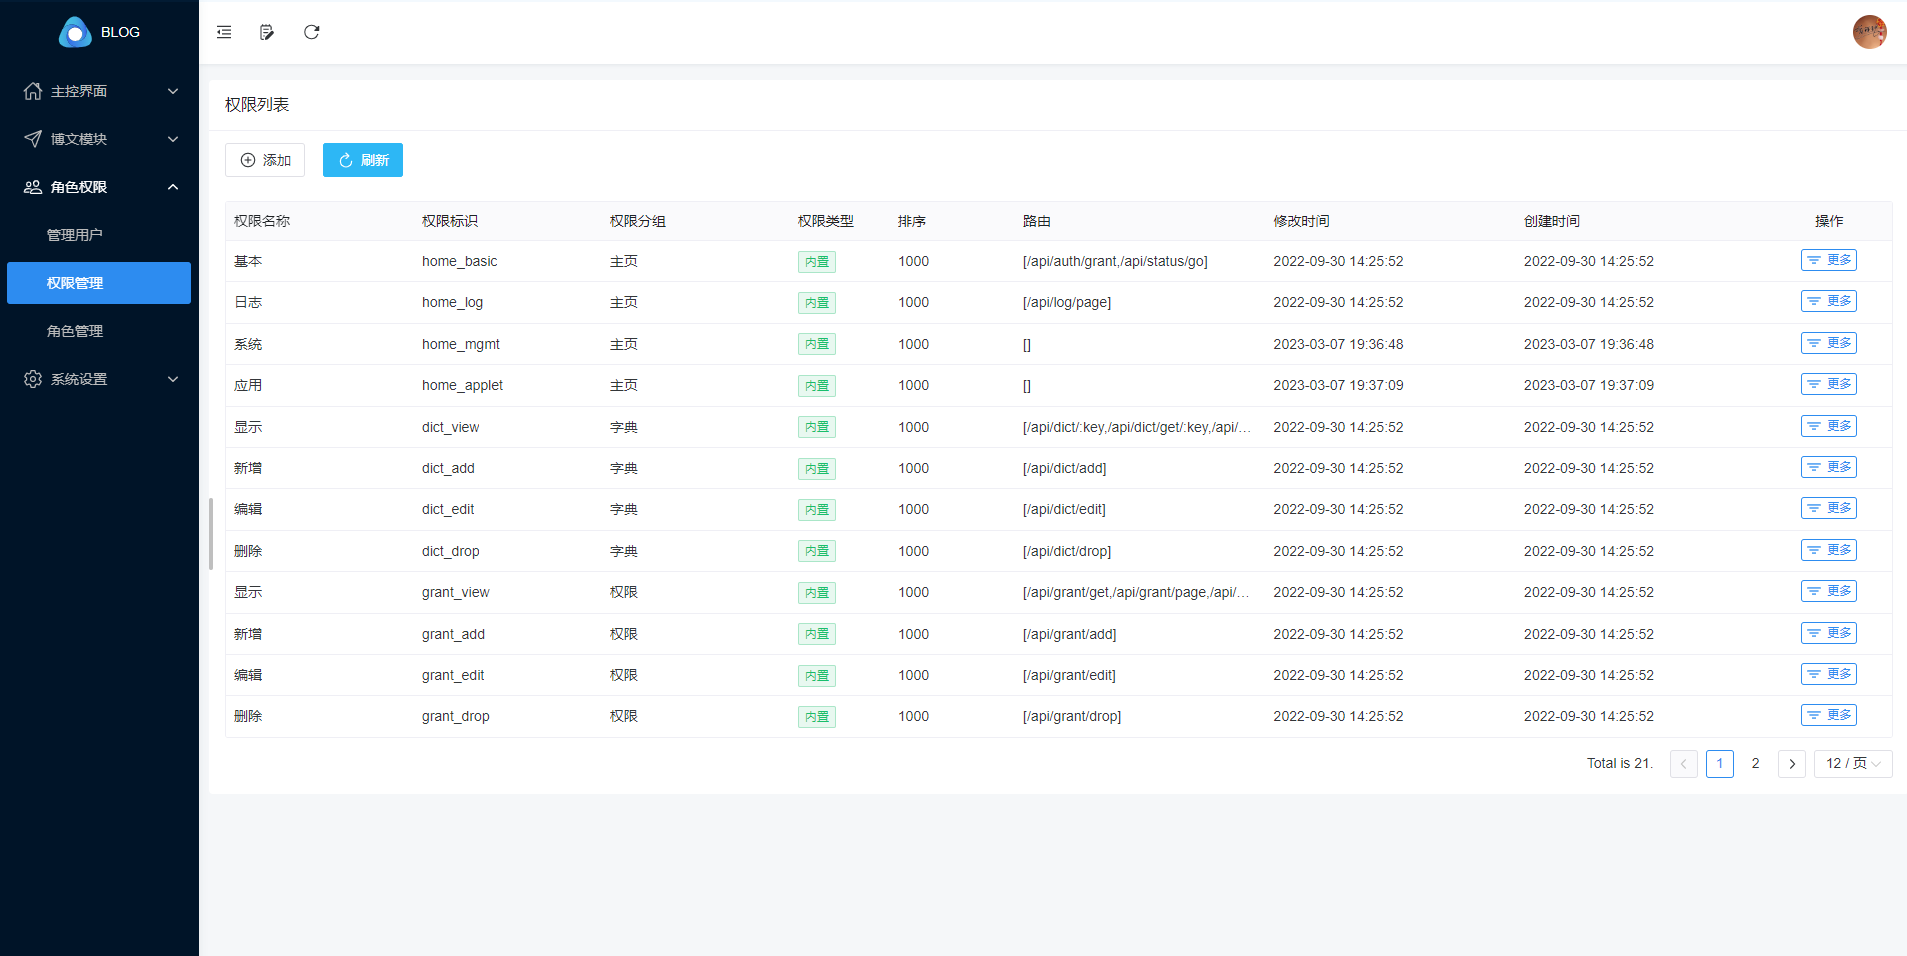 BLOG
主控界面
博文模块
角色权限
管理用户
权限管理
角色管理
系统设置
权限列表
添加 刷新
权限名称 权限标识 权限分组 权限类型 排序 路由 修改时间 创建时间 操作
基本 home_basic 主页 内置 1000 [/api/auth/grant,/api/status/go] 2022-09-30 14:25:52 2022-09-30 14:25:52 更多
日志 home_log 主页 内置 1000 [/api/log/page] 2022-09-30 14:25:52 2022-09-30 14:25:52 更多
系统 home_mgmt 主页 内置 1000 [] 2023-03-07 19:36:48 2023-03-07 19:36:48 更多
应用 home_applet 主页 内置 1000 [] 2023-03-07 19:37:09 2023-03-07 19:37:09 更多
显示 dict_view 字典 内置 1000 [/api/dict/:key,/api/dict/get/:key,/api/... 2022-09-30 14:25:52 2022-09-30 14:25:52 更多
新增 dict_add 字典 内置 1000 [/api/dict/add] 2022-09-30 14:25:52 2022-09-30 14:25:52 更多
编辑 dict_edit 字典 内置 1000 [/api/dict/edit] 2022-09-30 14:25:52 2022-09-30 14:25:52 更多
删除 dict_drop 字典 内置 1000 [/api/dict/drop] 2022-09-30 14:25:52 2022-09-30 14:25:52 更多
显示 grant_view 权限 内置 1000 [/api/grant/get,/api/grant/page,/api/... 2022-09-30 14:25:52 2022-09-30 14:25:52 更多
新增 grant_add 权限 内置 1000 [/api/grant/add] 2022-09-30 14:25:52 2022-09-30 14:25:52 更多
编辑 grant_edit 权限 内置 1000 [/api/grant/edit] 2022-09-30 14:25:52 2022-09-30 14:25:52 更多
删除 grant_drop 权限 内置 1000 [/api/grant/drop] 2022-09-30 14:25:52 2022-09-30 14:25:52 更多
Total is 21. 1 2 12 / 页